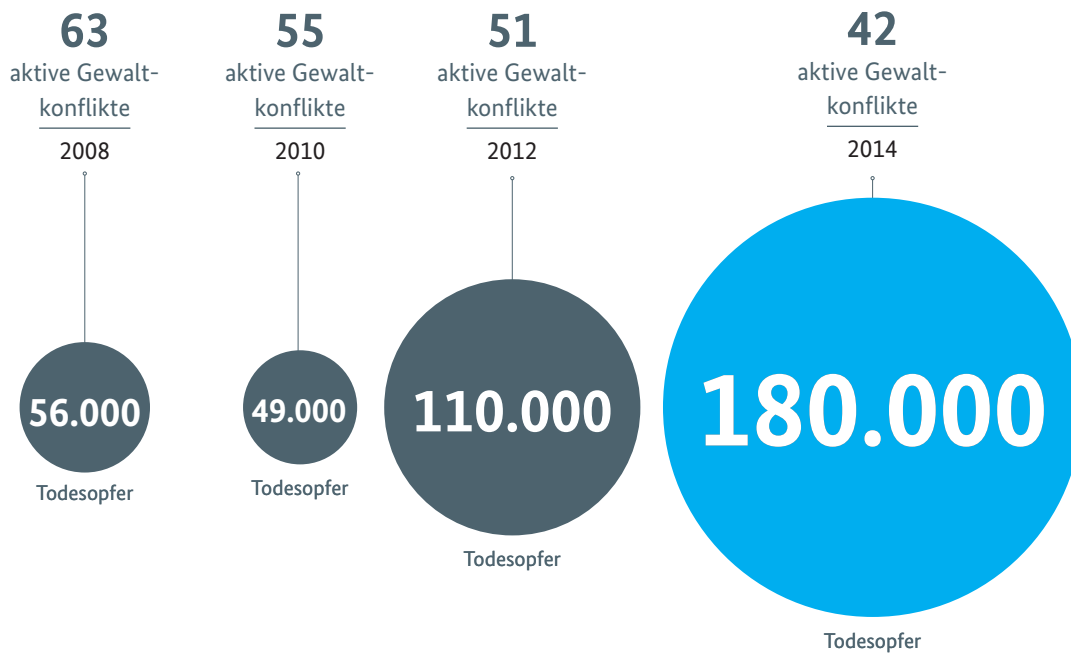 63
aktive Gewalt-
konflikte
2008
56.000
Todesopfer
55
aktive Gewalt-
konflikte
2010
49.000
Todesopfer
51
aktive Gewalt-
konflikte
2012
110.000
Todesopfer
42
aktive Gewalt-
konflikte
2014
180.000
Todesopfer